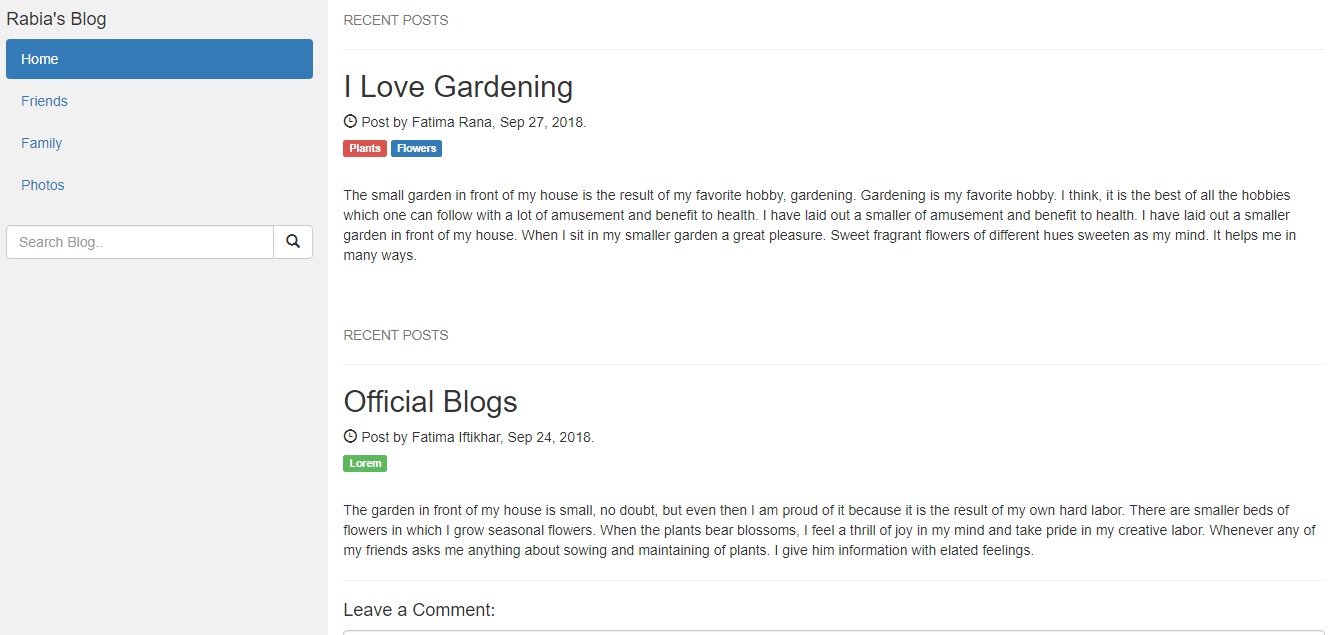 Rabia's Blog
Home
Friends
Family
Photos
Search Blog..
RECENT POSTS
I Love Gardening
Post by Fatima Rana, Sep 27, 2018.
Plants Flowers
The small garden in front of my house is the result of my favorite hobby, gardening. Gardening is my favorite hobby. I think, it is the best of all the hobbies
which one can follow with a lot of amusement and benefit to health. I have laid out a smaller of amusement and benefit to health. I have laid out a smaller
garden in front of my house. When I sit in my smaller garden a great pleasure. Sweet fragrant flowers of different hues sweeten as my mind. It helps me in
many ways.
RECENT POSTS
Official Blogs
Post by Fatima Iftikhar, Sep 24, 2018.
Lorem
The garden in front of my house is small, no doubt, but even then I am proud of it because it is the result of my own hard labor. There are smaller beds of
flowers in which I grow seasonal flowers. When the plants bear blossoms, I feel a thrill of joy in my mind and take pride in my creative labor. Whenever any of
my friends asks me anything about sowing and maintaining of plants. I give him information with elated feelings.
Leave a Comment: